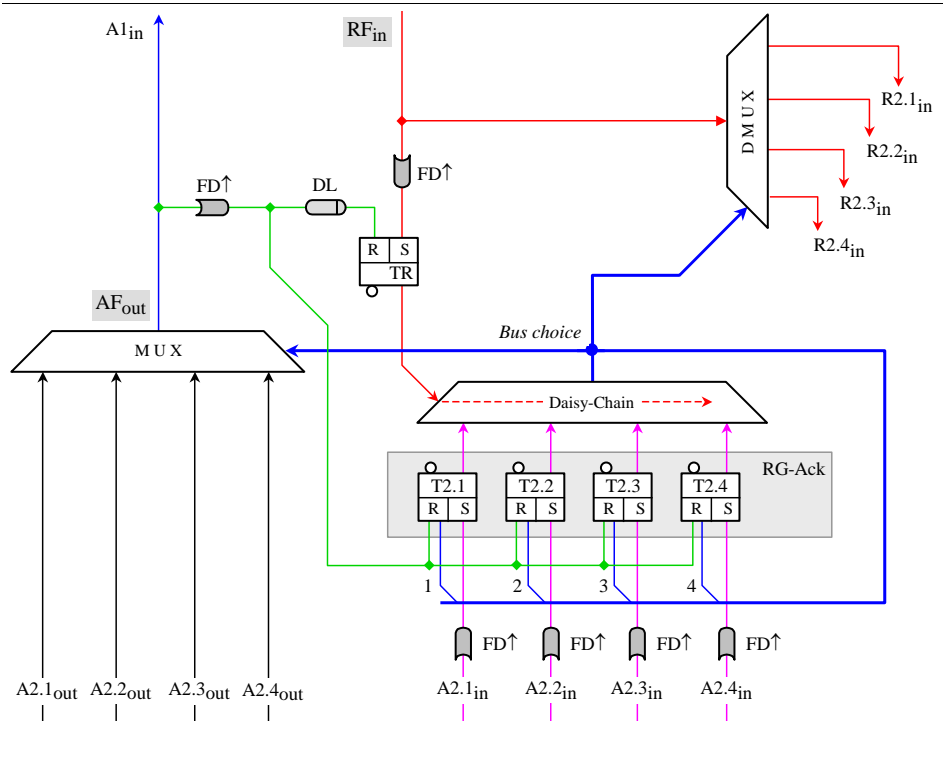 A1in
RFin
DMUX
R2.1in
R2.2in
R2.3in
R2.4in
FD↑
FD↑
DL
R S
TR
AFout
MUX
Bus choice
Daisy-Chain
RG-Ack
T2.1
R S
T2.2
R S
T2.3
R S
T2.4
R S
1
2
3
4
FD↑
FD↑
FD↑
FD↑
A2.1out
A2.2out
A2.3out
A2.4out
A2.1in
A2.2in
A2.3in
A2.4in